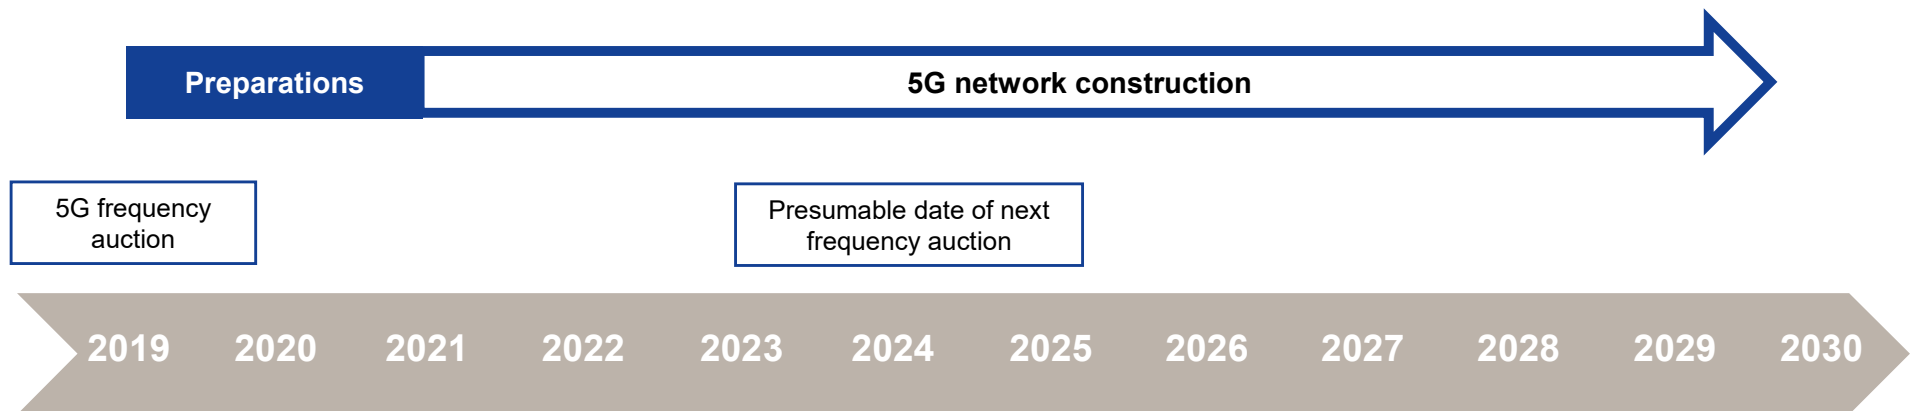 Preparations
5G network construction
5G frequency
auction
Presumable date of next
frequency auction
2019 2020 2021 2022 2023 2024 2025 2026 2027 2028 2029 2030